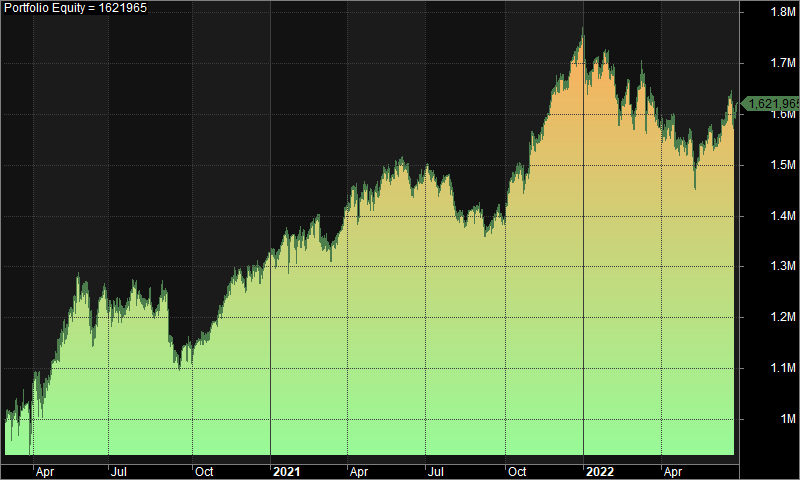 Portfolio Equity = 1621965
1.8M
1.7M
1,621,965
1.6M
1.5M
1.4M
1.3M
1.2M
1.1M
1M
Apr Jul Oct 2021 Apr Jul Oct 2022 Apr